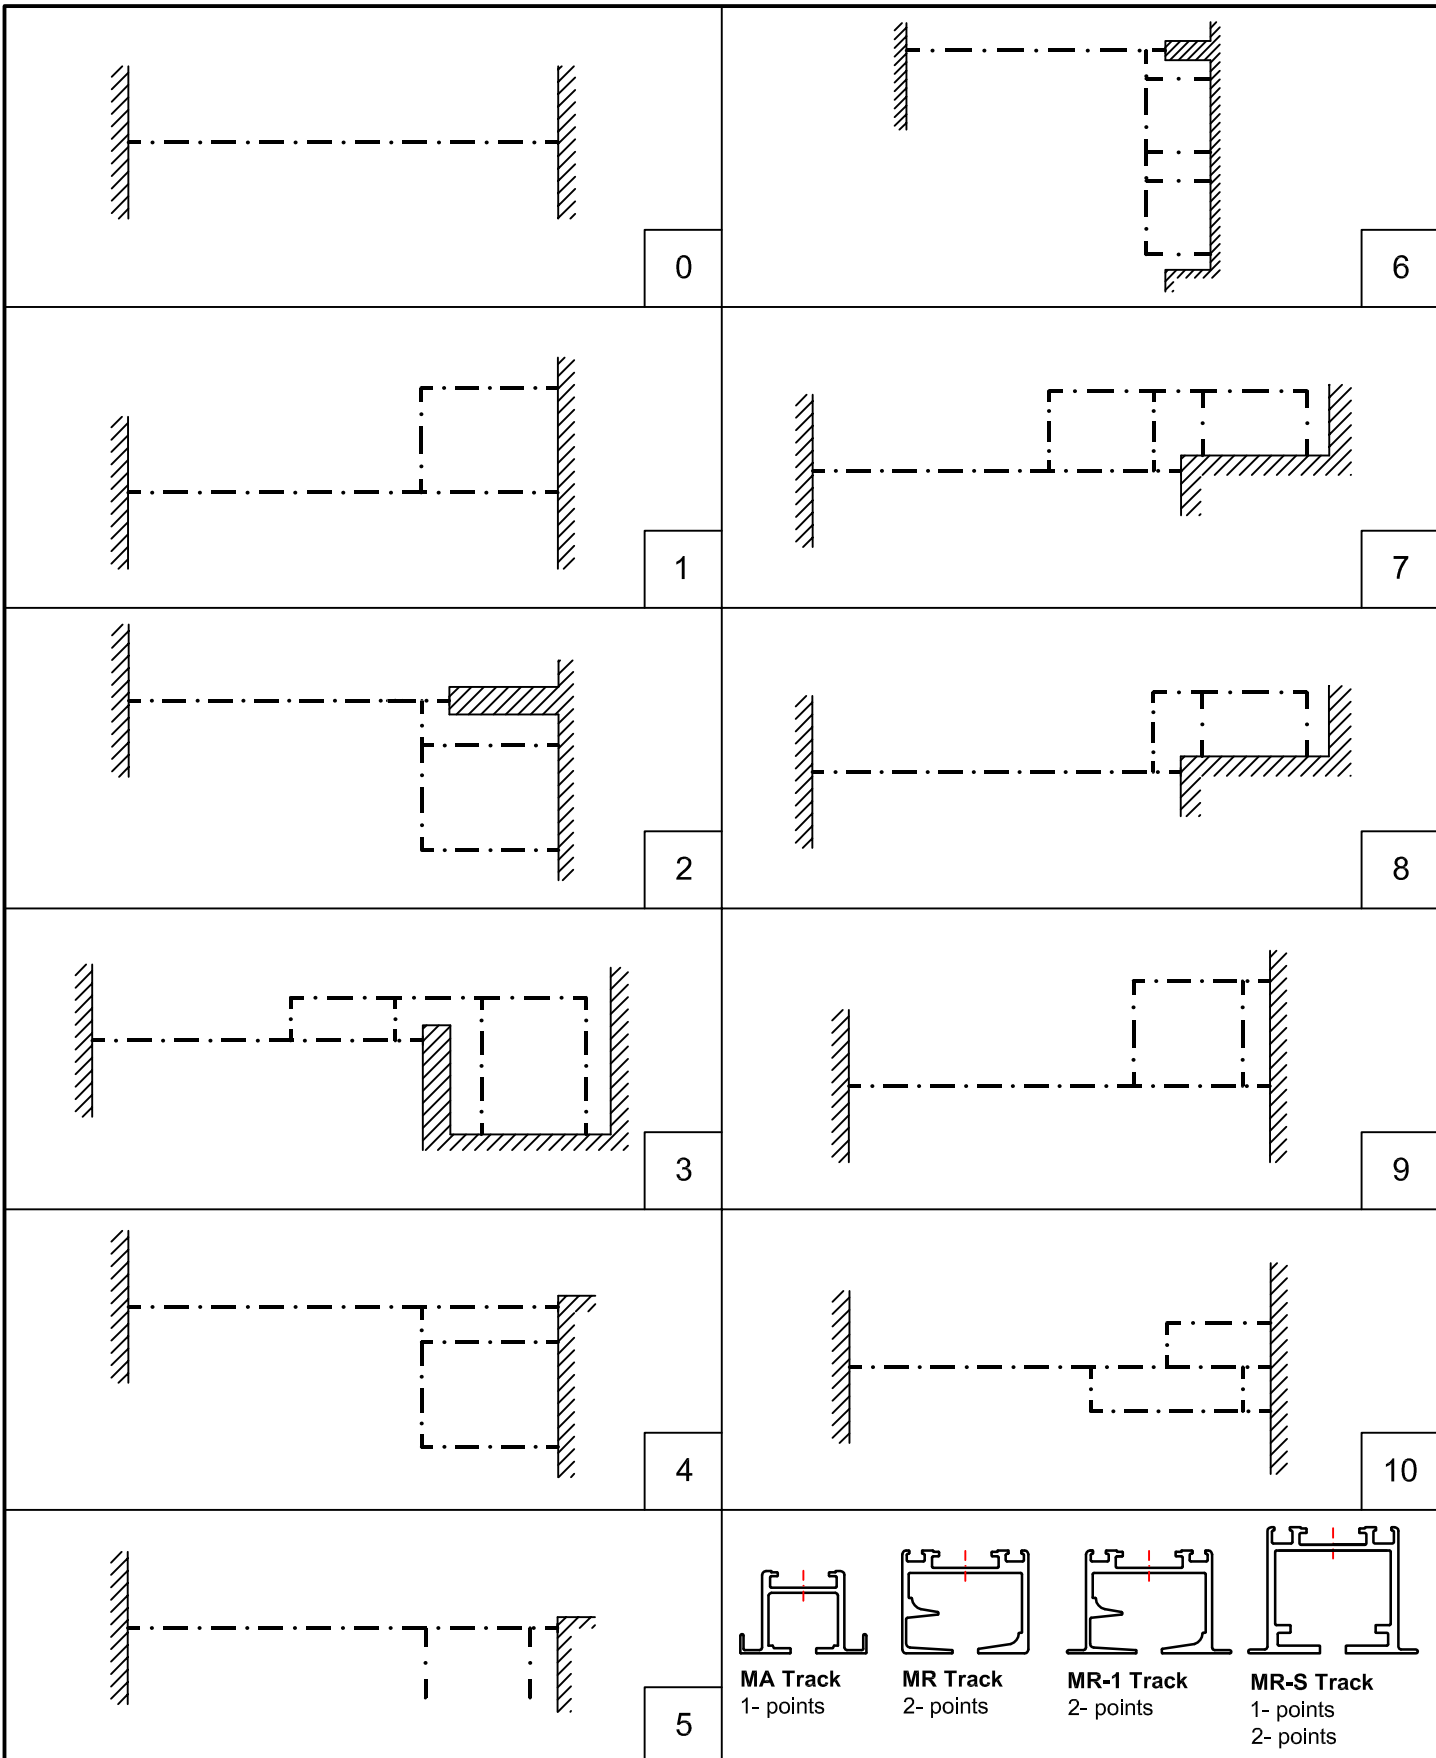 0
6
1
7
2
8
3
9
4
10
5
MA Track
1- points
MR Track
2- points
MR-1 Track
2- points
MR-S Track
1- points
2- points